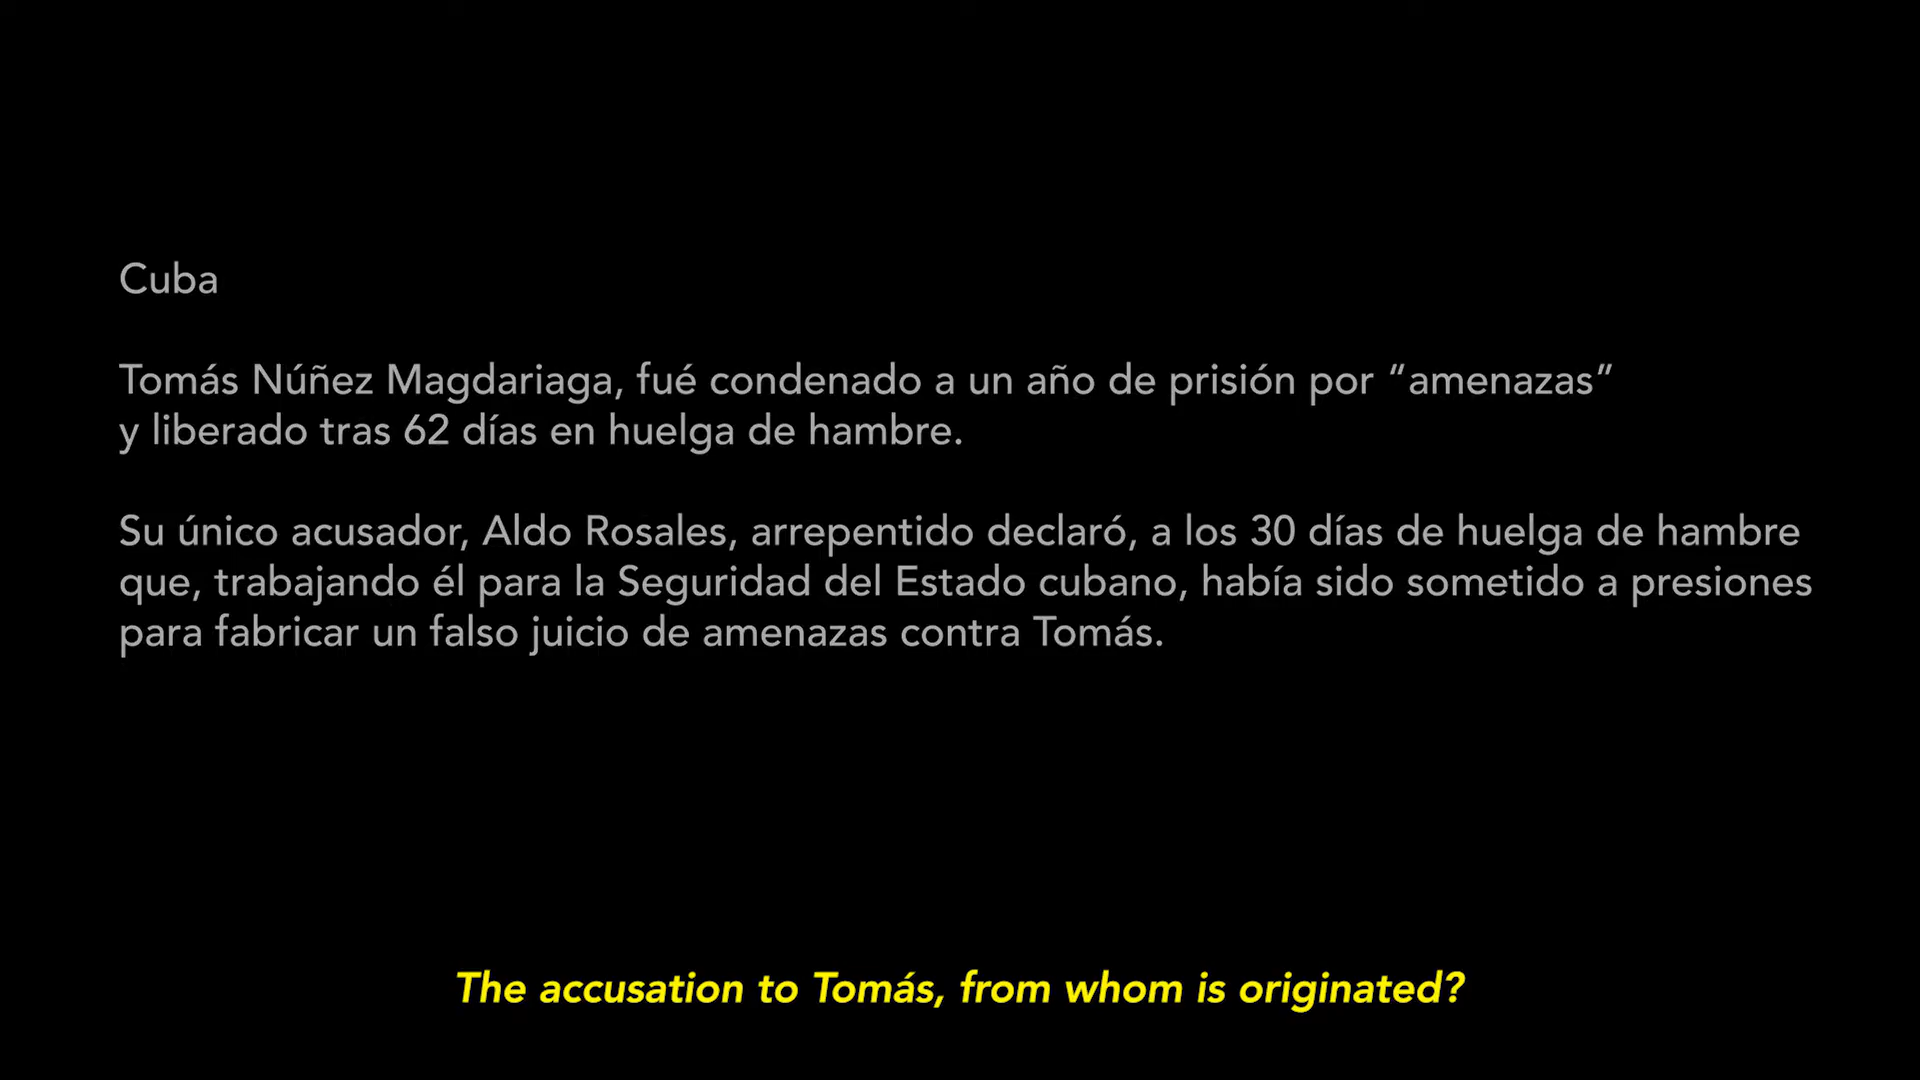 Cuba
Tomás Núñez Magdariaga, fué condenado a un año de prisión por “amenazas”
y liberado tras 62 días en huelga de hambre.
Su único acusador, Aldo Rosales, arrepentido declaró, a los 30 días de huelga de hambre
que, trabajando él para la Seguridad del Estado cubano, había sido sometido a presiones
para fabricar un falso juicio de amenazas contra Tomás.
The accusation to Tomás, from whom is originated?